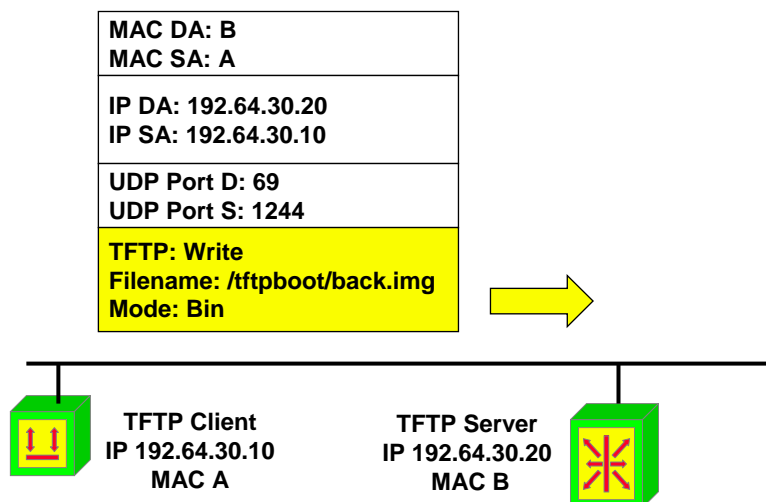 MAC DA: B
MAC SA: A
IP DA: 192.64.30.20
IP SA: 192.64.30.10
UDP Port D: 69
UDP Port S: 1244
TFTP: Write
Filename: /tftpboot/back.img
Mode: Bin
TFTP Client
IP 192.64.30.10
MAC A
TFTP Server
IP 192.64.30.20
MAC B